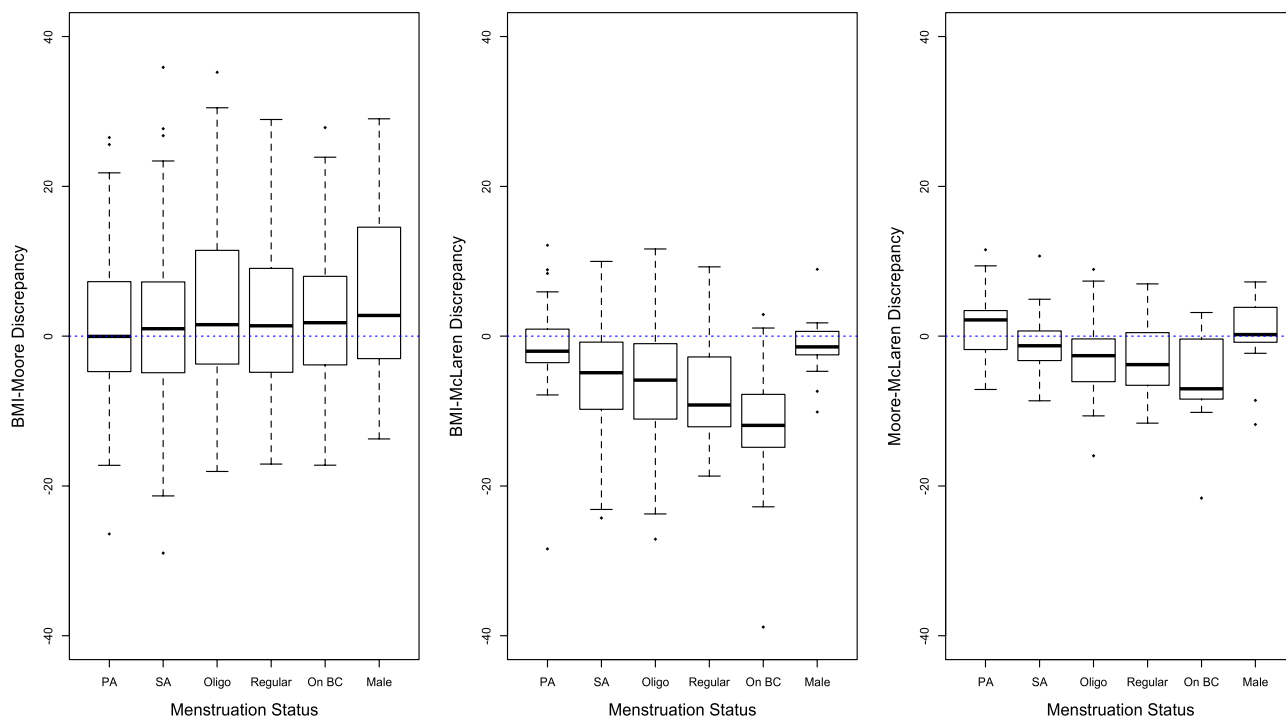 BMI-Moore Discrepancy
40
20
0
-20
-40
PA SA Oligo Regular On BC Male
Menstruation Status
BMI-McLaren Discrepancy
40
20
0
-20
-40
PA SA Oligo Regular On BC Male
Menstruation Status
Moore-McLaren Discrepancy
40
20
0
-20
-40
PA SA Oligo Regular On BC Male
Menstruation Status